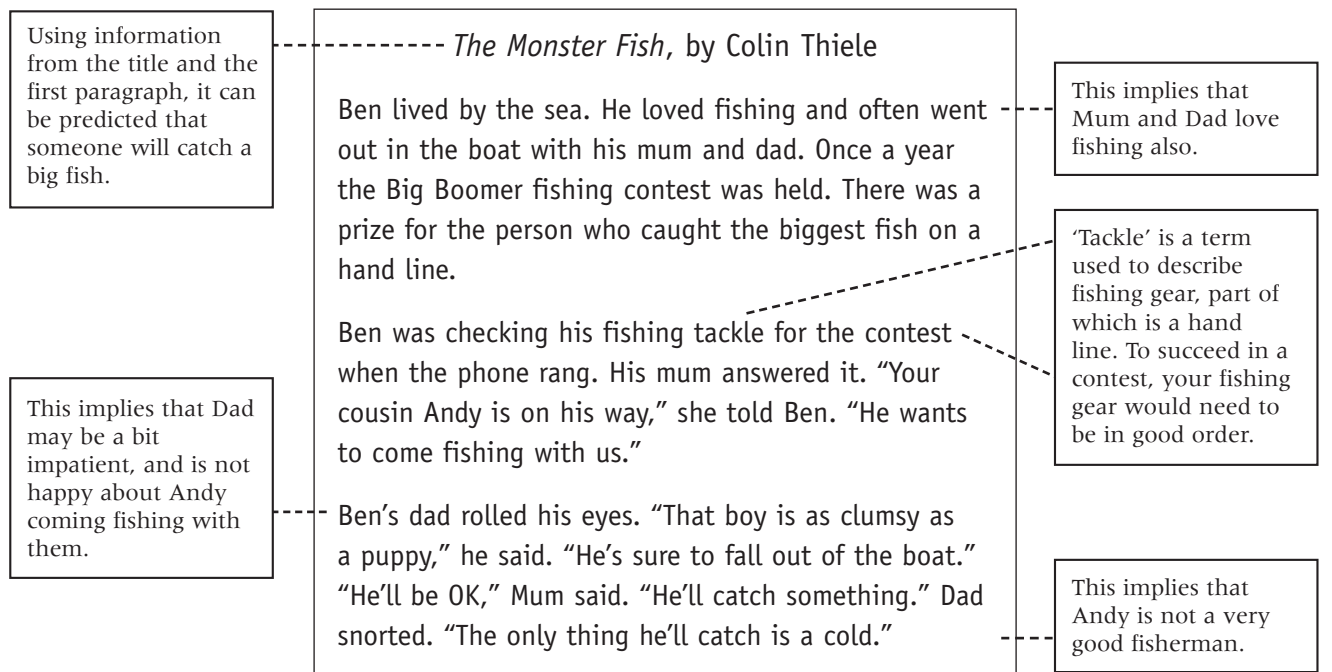 Using information
from the title and the
first paragraph, it can
be predicted that
someone will catch a
big fish.
The Monster Fish, by Colin Thiele
Ben lived by the sea. He loved fishing and often went
out in the boat with his mum and dad. Once a year
the Big Boomer fishing contest was held. There was a
prize for the person who caught the biggest fish on a
hand line.
This implies that
Mum and Dad love
fishing also.
Ben was checking his fishing tackle for the contest
when the phone rang. His mum answered it. “Your
cousin Andy is on his way,” she told Ben. “He wants
to come fishing with us.”
‘Tackle’ is a term
used to describe
fishing gear, part of
which is a hand
line. To succeed in a
contest, your fishing
gear would need to
be in good order.
This implies that Dad
may be a bit
impatient, and is not
happy about Andy
coming fishing with
them.
Ben’s dad rolled his eyes. “That boy is as clumsy as
a puppy,” he said. “He’s sure to fall out of the boat.”
“He’ll be OK,” Mum said. “He’ll catch something.” Dad
snorted. “The only thing he’ll catch is a cold.”
This implies that
Andy is not a very
good fisherman.